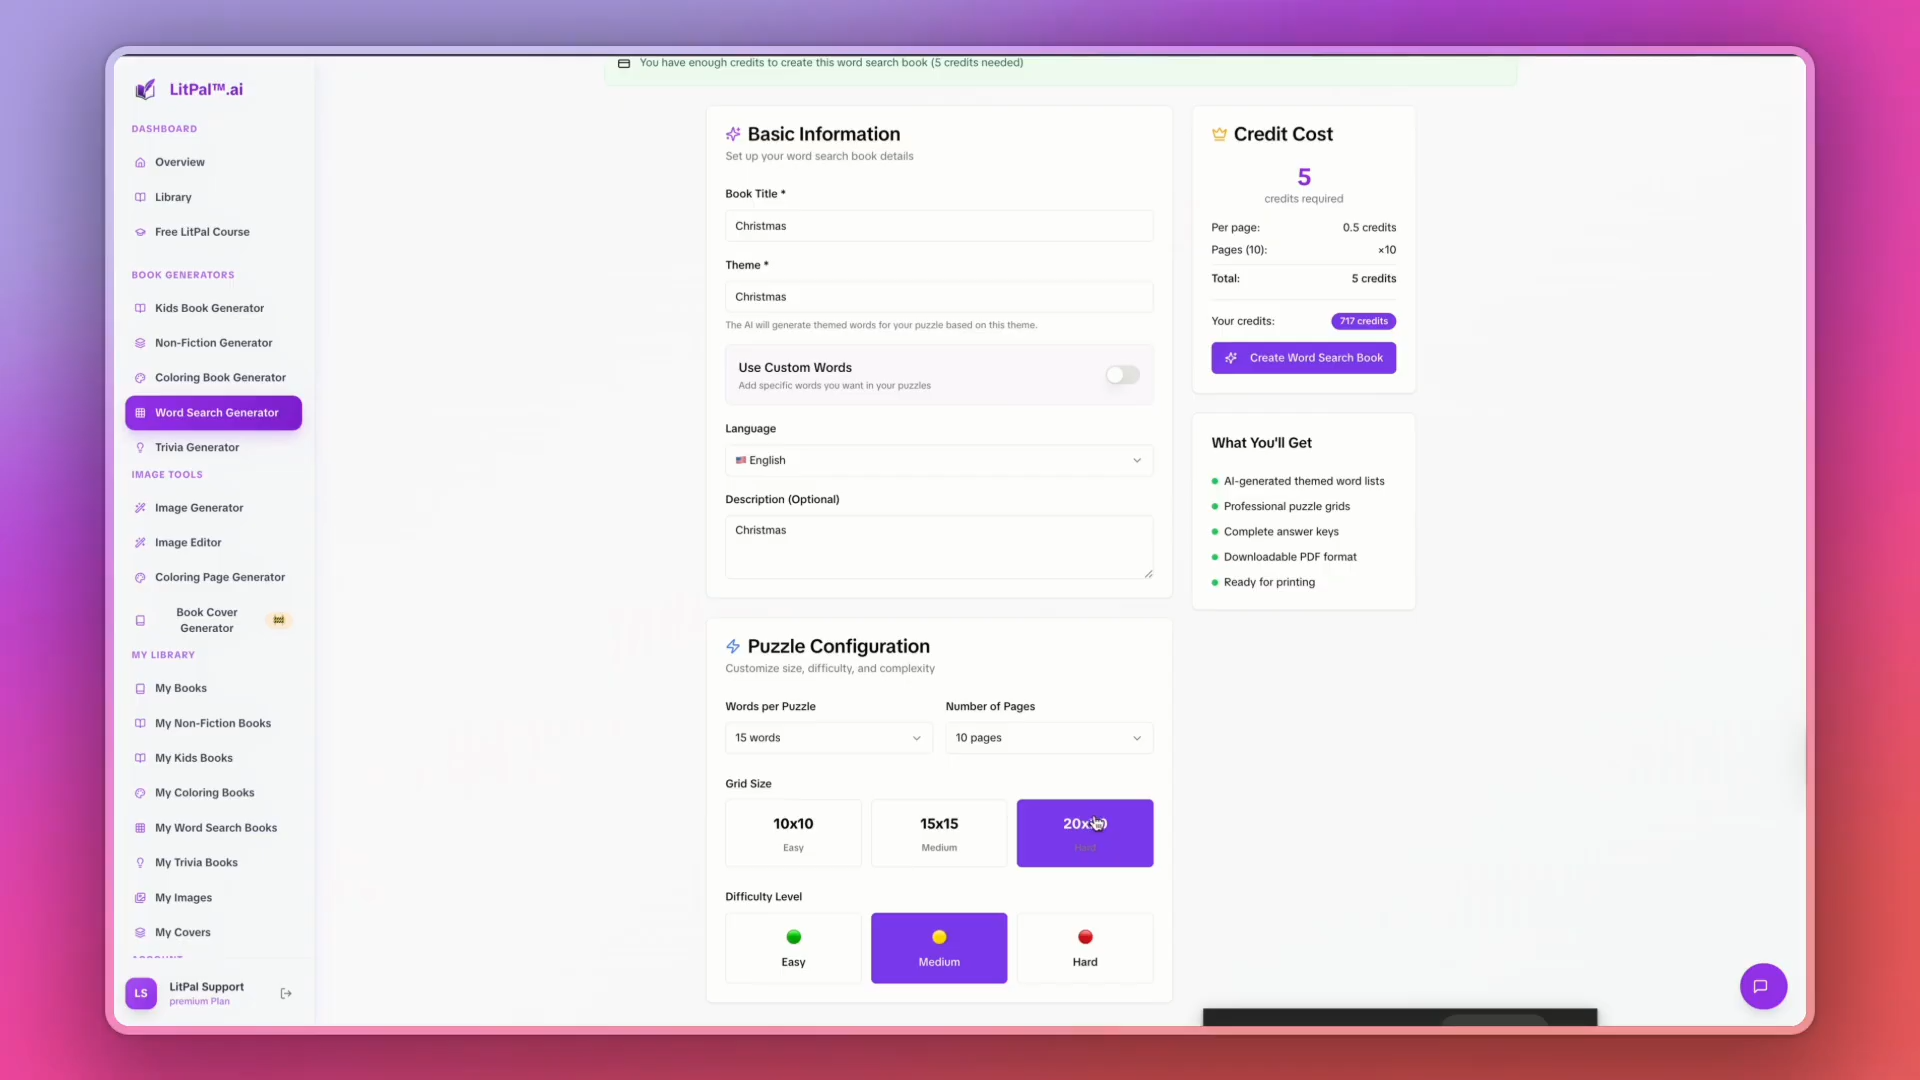 LitPal™.ai
DASHBOARD
Overview
Library
Free LitPal Course
BOOK GENERATORS
Kids Book Generator
Non-Fiction Generator
Coloring Book Generator
Word Search Generator
Trivia Generator
IMAGE TOOLS
Image Generator
Image Editor
Coloring Page Generator
Book Cover
Generator
MY LIBRARY
My Books
My Non-Fiction Books
My Kids Books
My Coloring Books
My Word Search Books
My Trivia Books
My Images
My Covers
LS
LitPal Support
premium Plan
You have enough credits to create this word search book (5 credits needed)
Basic Information
Set up your word search book details
Book Title *
Christmas
Theme *
Christmas
The AI will generate themed words for your puzzle based on this theme.
Use Custom Words
Add specific words you want in your puzzles
Language
English
Description (Optional)
Christmas
Puzzle Configuration
Customize size, difficulty, and complexity
Words per Puzzle
Number of Pages
15 words
10 pages
Grid Size
10x10
Easy
15x15
Medium
Hard
Difficulty Level
Easy
Medium
Hard
Credit Cost
5
credits required
Per page: 0.5 credits
Pages (10): ×10
Total: 5 credits
Your credits: 717 credits
Create Word Search Book
What You'll Get
AI-generated themed word lists
Professional puzzle grids
Complete answer keys
Downloadable PDF format
Ready for printing